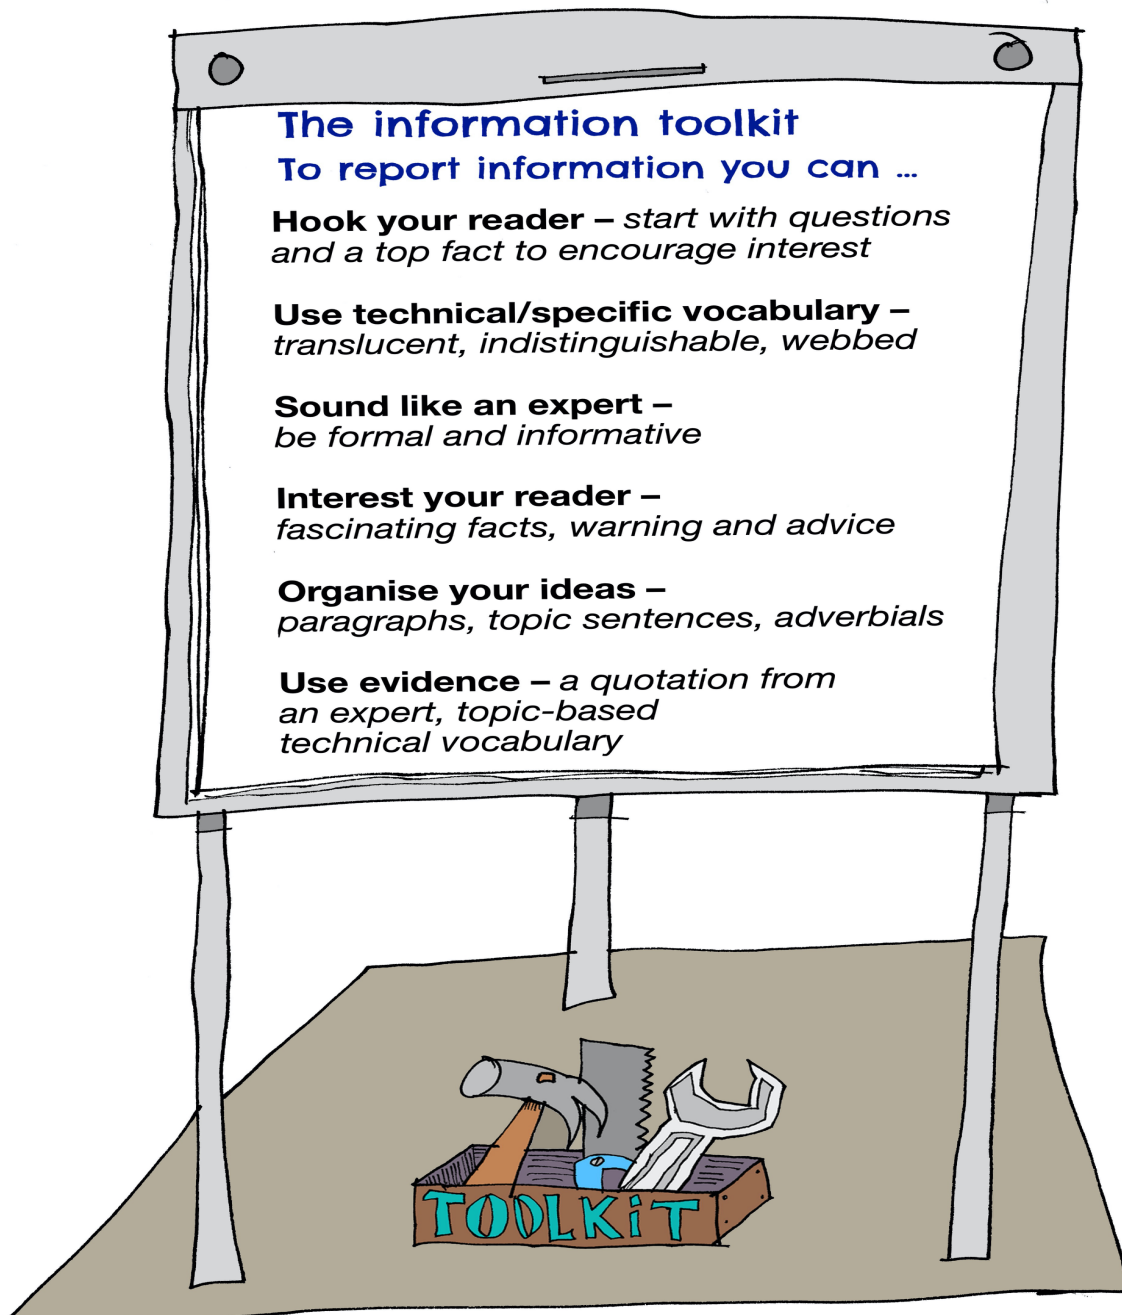 The information toolkit
To report information you can ...
Hook your reader – start with questions
and a top fact to encourage interest
Use technical/specific vocabulary –
translucent, indistinguishable, webbed
Sound like an expert –
be formal and informative
Interest your reader –
fascinating facts, warning and advice
Organise your ideas –
paragraphs, topic sentences, adverbials
Use evidence – a quotation from
an expert, topic-based
technical vocabulary
TOOLKiT